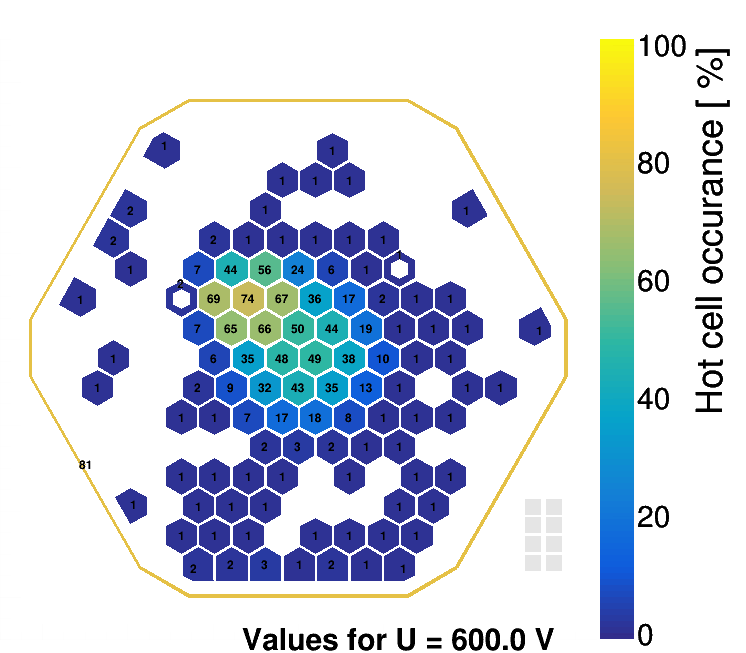 100
80
60
40
20
0
Hot cell occurance [ %]
1 1
1 1 1
2 1 1
2 2 1 1 1 1 1
1 7 44 56 24 6 1 1
1 2 69 74 67 36 17 2 1 1
7 65 66 50 44 19 1 1 1 1
1 6 35 48 49 38 10 1 1
1 2 9 32 43 35 13 1 1 1
1 1 7 17 18 8 1 1 1
2 3 2 1 1
81
1 1 1 1 1 1 1
1 1 1 1 1 1
1 1 1 1 1 1 1
2 2 3 1 2 1 1
Values for U = 600.0 V